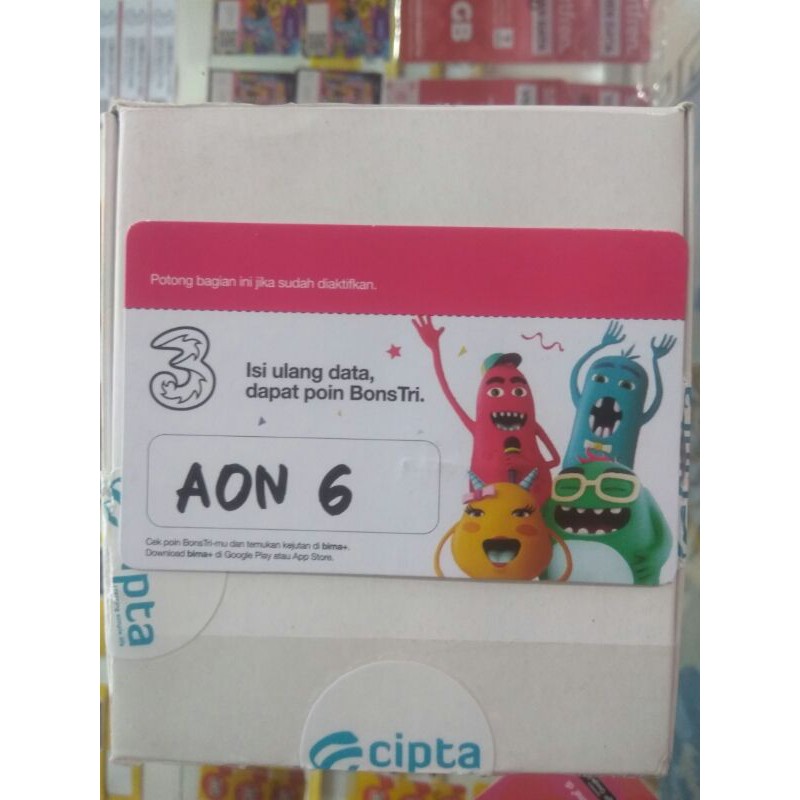 CB
Potong bagian ini jika sudah diaktifkan.
3
Isi ulang data,
dapat poin BonsTri.
AON 6
Cek poin BonsTri-mu dan temukan kejutan di bima+.
Download bima+ di Google Play atau App Store.
cipta
cipta